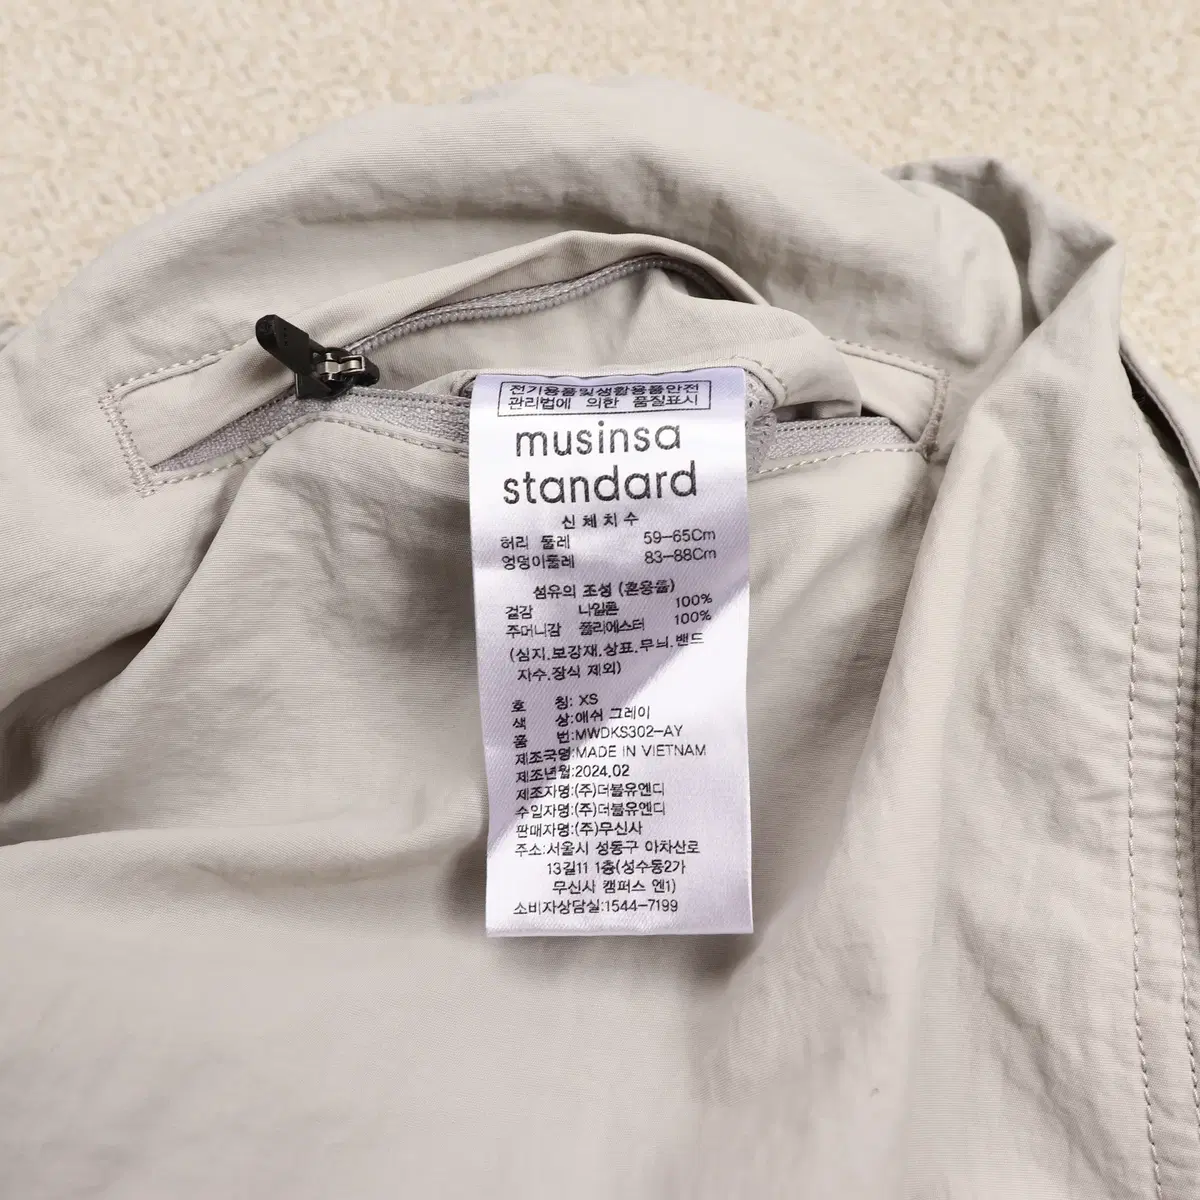 전기용품및생활용품안전
관리법에 의한 품질표시
musinsa
standard
신체치수
허리 둘레 59-65Cm
엉덩이둘레 83-88Cm
섬유의 조성 (혼용률)
겉감 나일론 100%
주머니감 폴리에스터 100%
(심지.보강재.상표.무늬.밴드
자수.장식 제외)
호 칭: XS
색 상:애쉬 그레이
품 번:MWDKS302-AY
제조국명:MADE IN VIETNAM
제조년월:2024.02
제조자명:(주)더블유엔디
수입자명:(주)더블유엔디
판매자명:(주)무신사
주소:서울시 성동구 아차산로
13길11 1층(성수동2가
무신사 캠퍼스 엔1)
소비자상담실:1544-7199